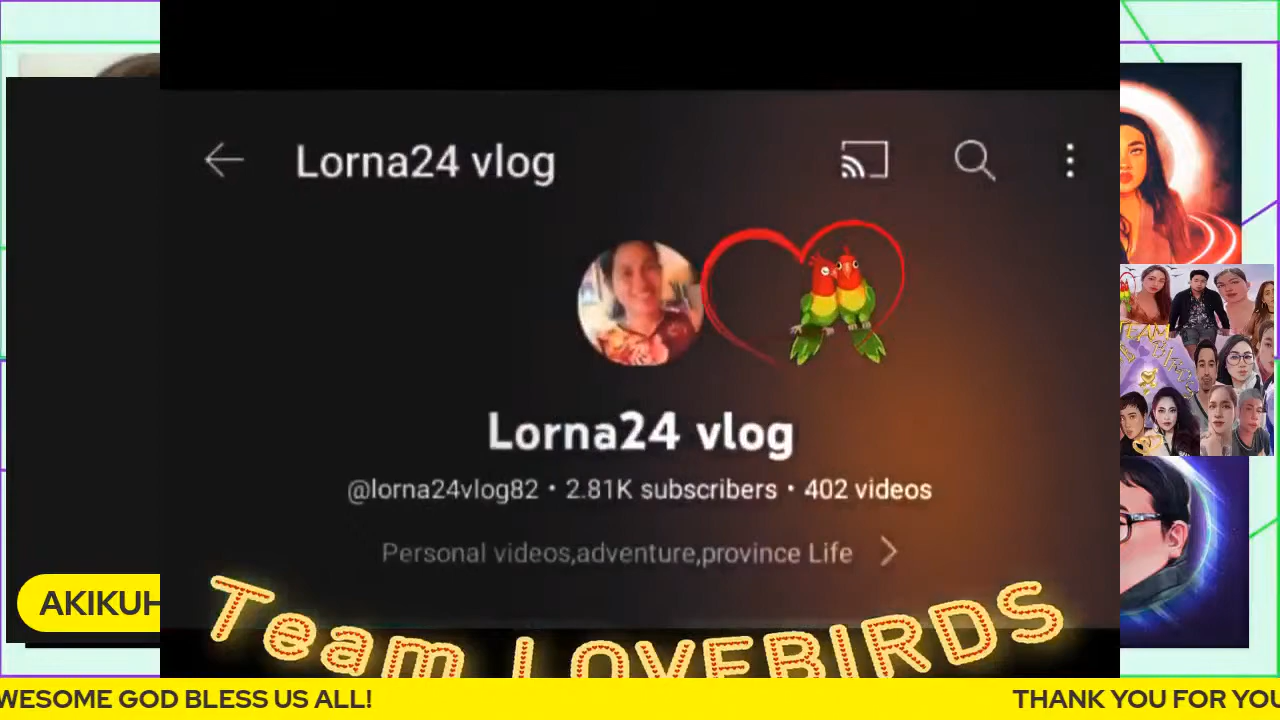 Lorna24 vlog
Lorna24 vlog
@lorna24vlog82 • 2.81K subscribers • 402 videos
Personal videos,adventure,province Life
AKIKUH
Team LOVEBIRDS
TEAM
WESOME GOD BLESS US ALL!
THANK YOU FOR YOU